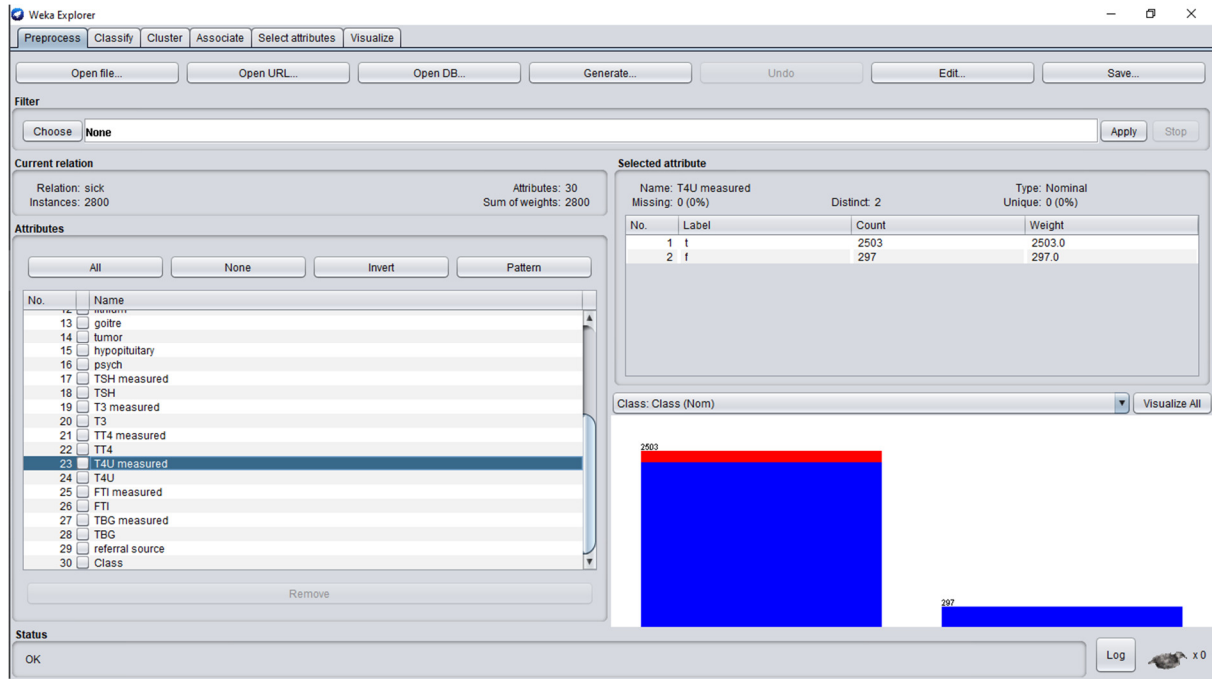 Weka Explorer
Preprocess Classify Cluster Associate Select attributes Visualize
Open file... Open URL... Open DB... Generate... Undo Edit... Save...
Filter
Choose None Apply Stop
Current relation
Relation: sick Attributes: 30
Instances: 2800 Sum of weights: 2800
Attributes
All None Invert Pattern
No. Name
13 goitre
14 tumor
15 hypopituitary
16 psych
17 TSH measured
18 TSH
19 T3 measured
20 T3
21 TT4 measured
22 TT4
23 T4U measured
24 T4U
25 FTI measured
26 FTI
27 TBG measured
28 TBG
29 referral source
30 Class
Remove
Selected attribute
Name: T4U measured Type: Nominal
Missing: 0 (0%) Distinct: 2 Unique: 0 (0%)
No. Label Count Weight
1 t 2503 2503.0
2 f 297 297.0
Class: Class (Nom) Visualize All
2503
297
Status
OK
Log x 0